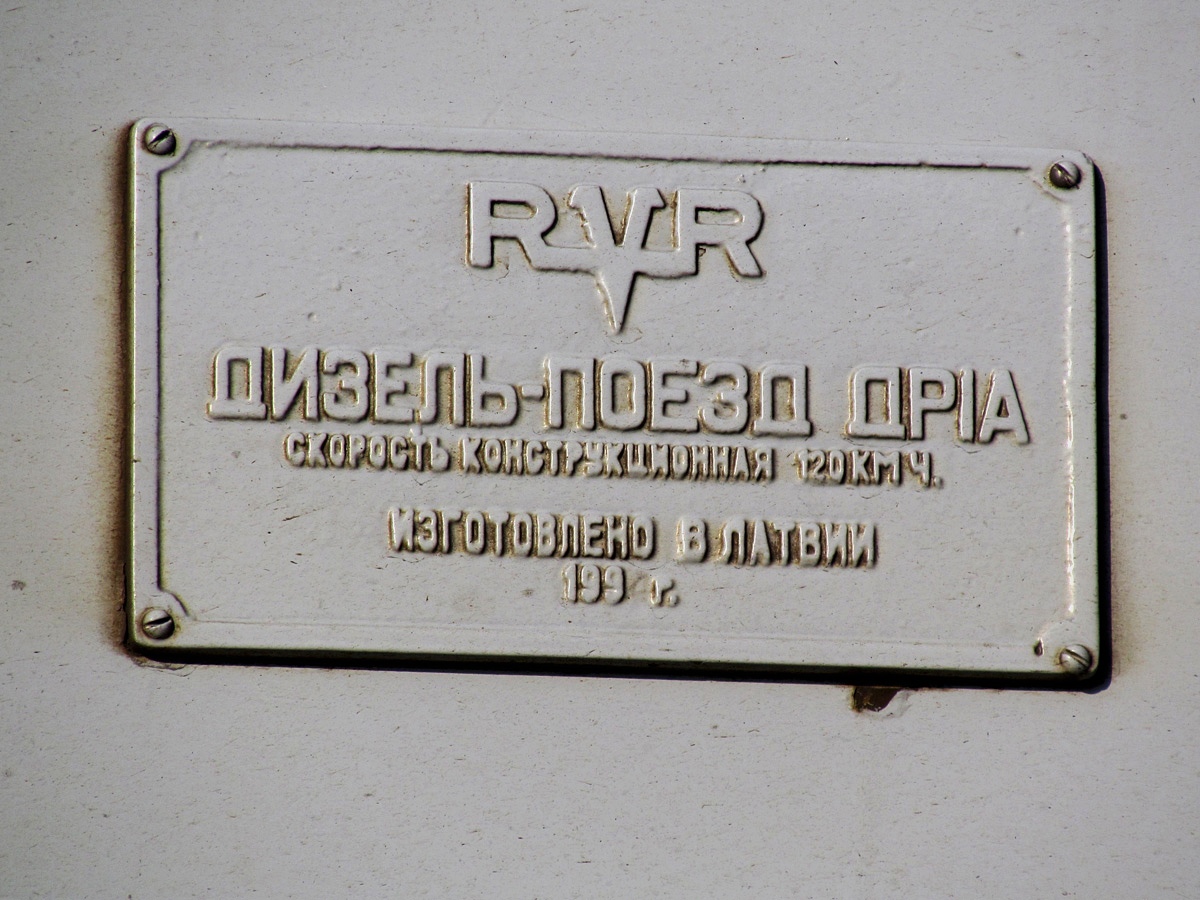 RVR
ДИЗЕЛЬ-ПОЕЗД ДР1А
СКОРОСТЬ КОНСТРУКЦИОННАЯ 120 КМ Ч.
ИЗГОТОВЛЕНО В ЛАТВИИ
199 г.